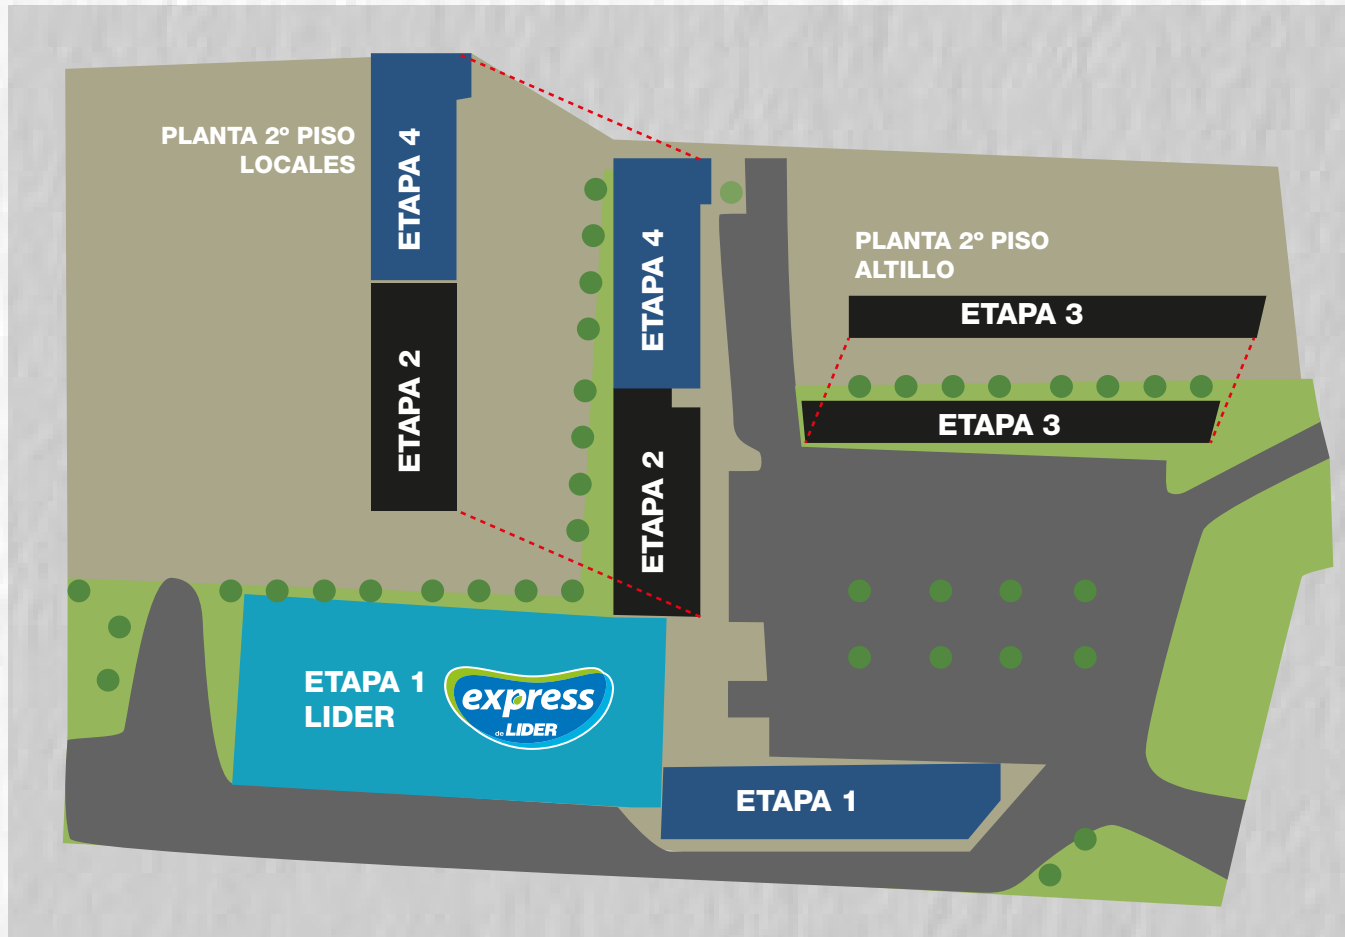 PLANTA 2º PISO
LOCALES
ETAPA 4
ETAPA 2
ETAPA 4
ETAPA 2
PLANTA 2º PISO
ALTILLO
ETAPA 3
ETAPA 3
ETAPA 1
LIDER
express
de LIDER
ETAPA 1